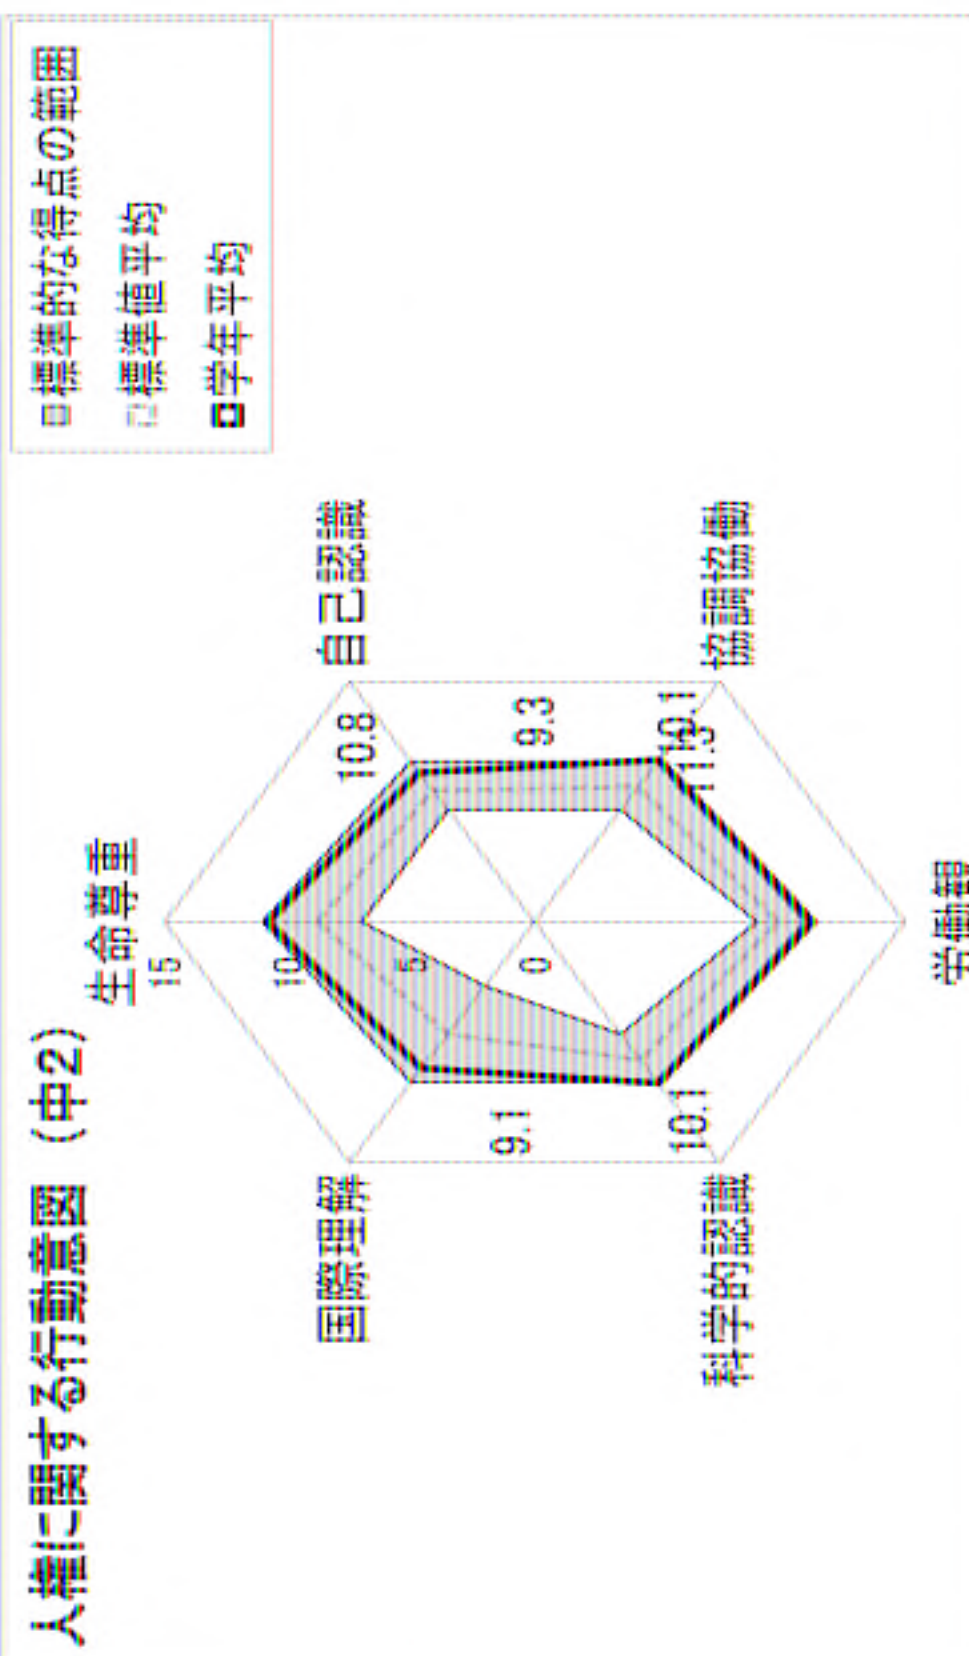 人権に関する行動意図 （中2）
標準的な得点の範囲
標準値平均
学年平均
生命尊重
15
10
5
0
10.8
自己認識
9.3
協調協働
10.1
11.3
労働観
科学的認識
10.1
国際理解
9.1